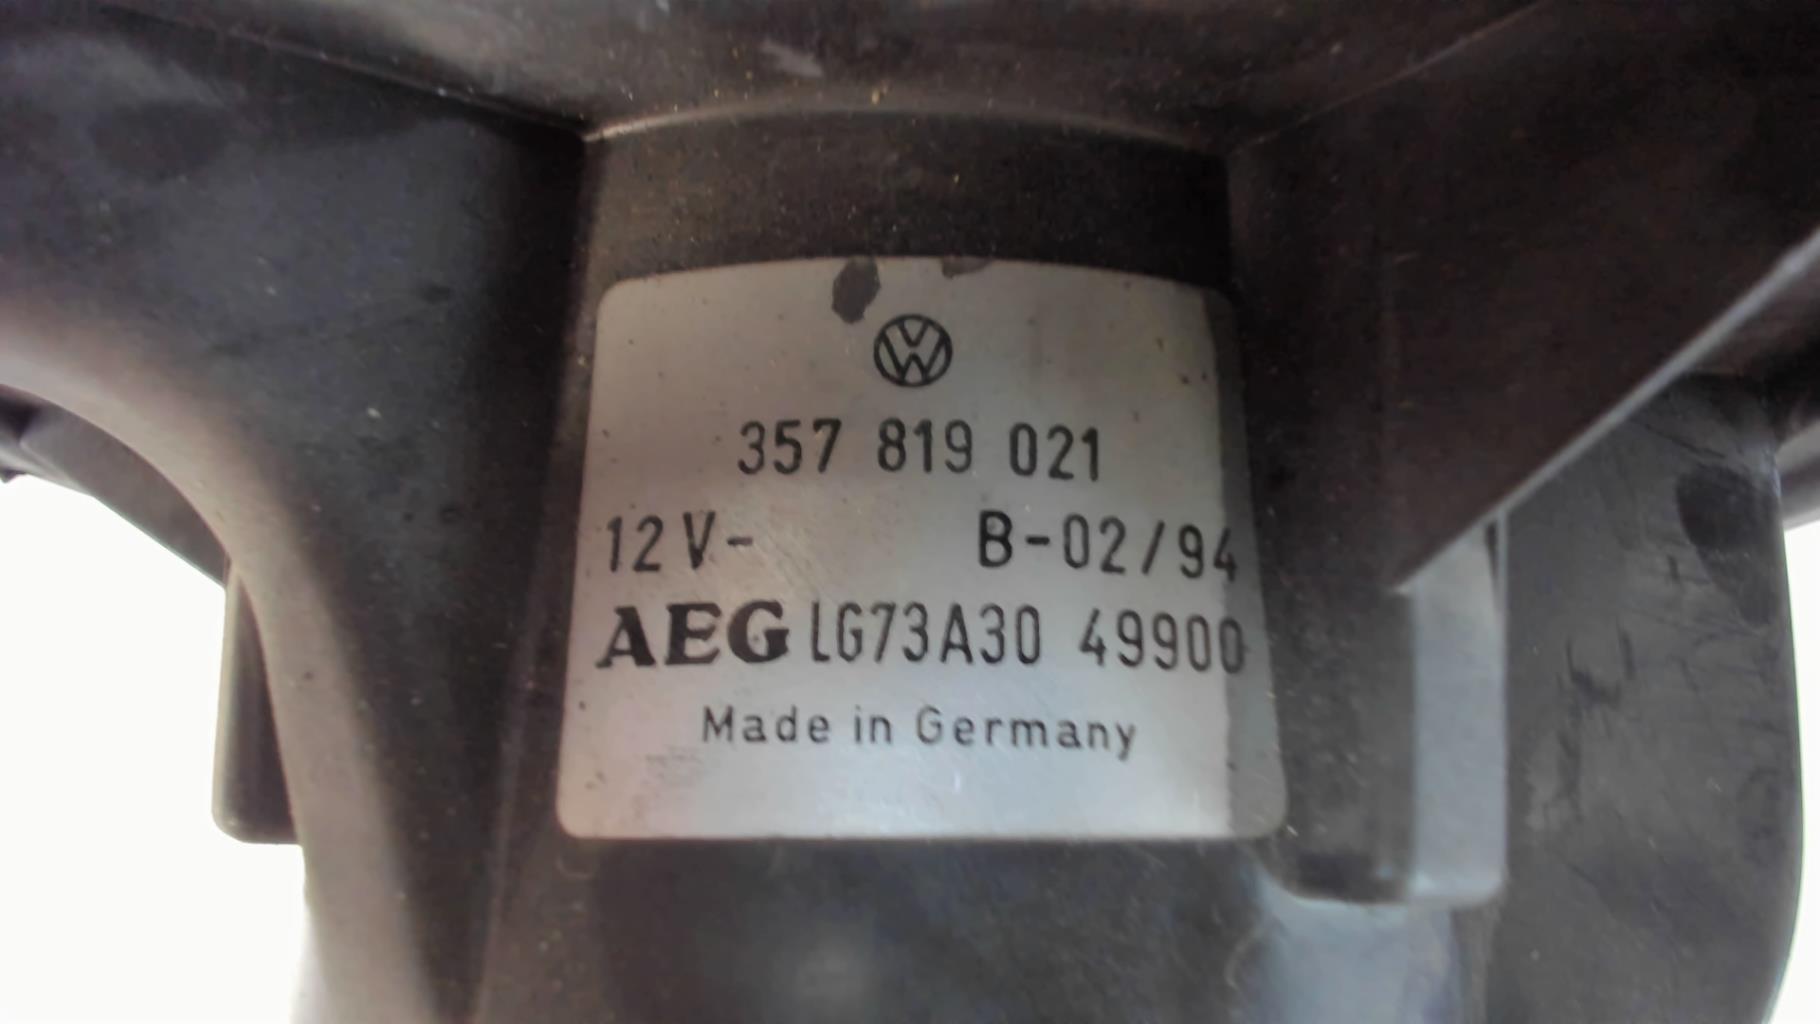 357 819 021
12V- B-02/94
AEG LG73A30 49900
Made in Germany